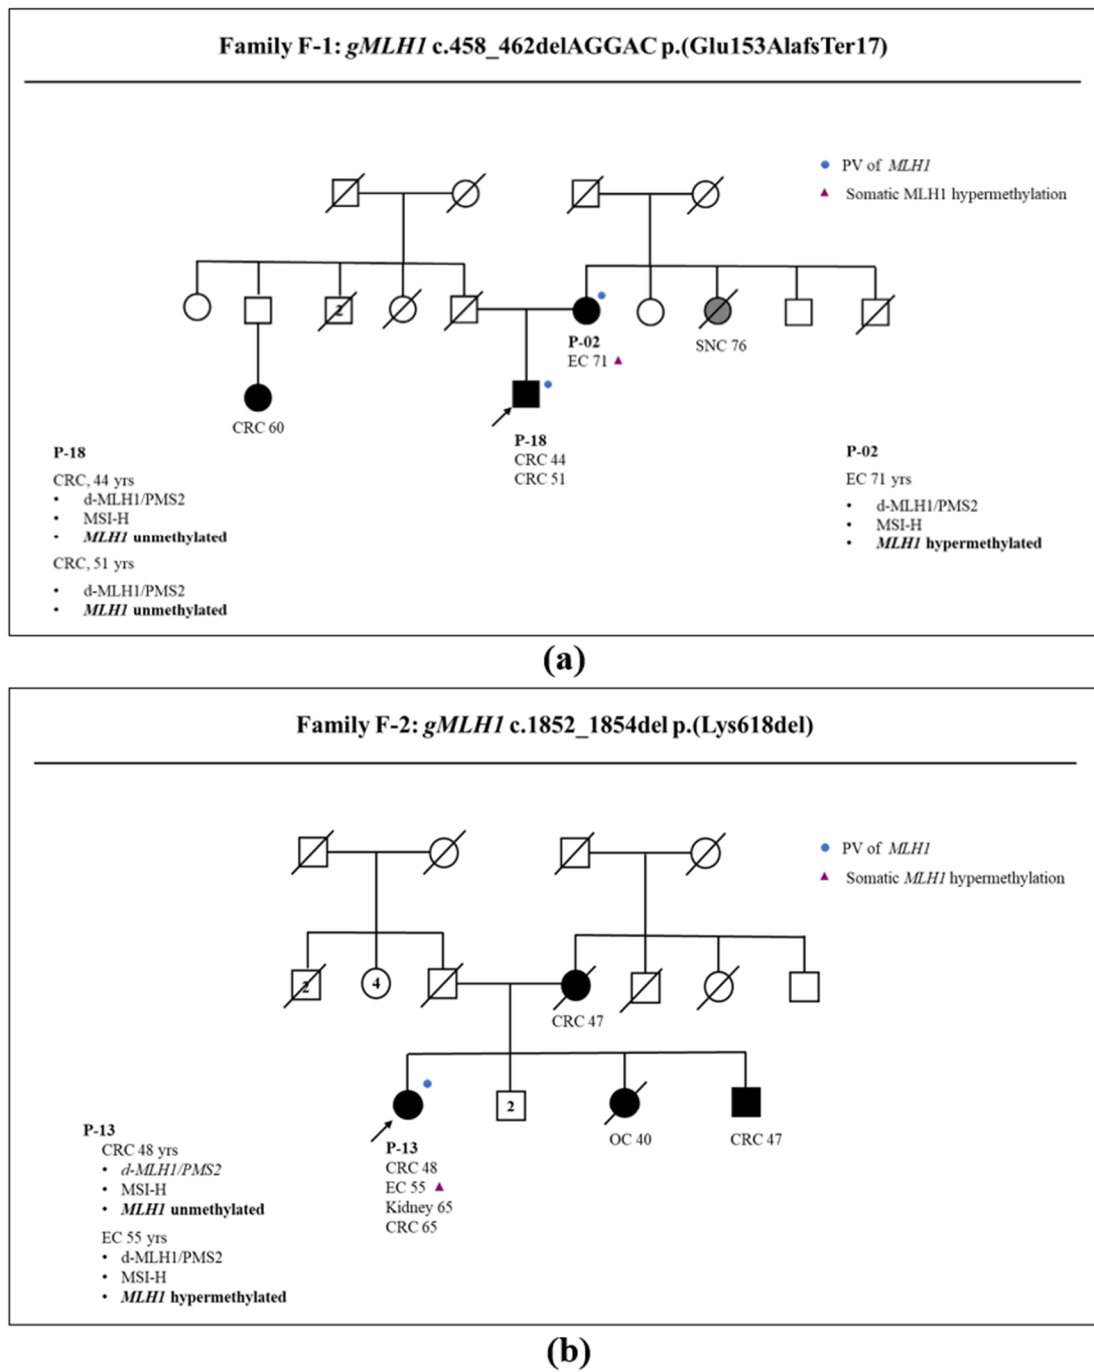 Family F-1: gMLH1 c.458_462delAGGAC p.(Glu153AlafsTer17)
PV of MLH1
Somatic MLH1 hypermethylation
2
P-02
EC 71
SNC 76
CRC 60
P-18
CRC 44
CRC 51
P-18
CRC, 44 yrs
• d-MLH1/PMS2
• MSI-H
• MLH1 unmethylated
CRC, 51 yrs
• d-MLH1/PMS2
• MLH1 unmethylated
P-02
EC 71 yrs
• d-MLH1/PMS2
• MSI-H
• MLH1 hypermethylated
(a)
Family F-2: gMLH1 c.1852_1854del p.(Lys618del)
PV of MLH1
Somatic MLH1 hypermethylation
2
4
CRC 47
2
P-13
CRC 48
EC 55
Kidney 65
CRC 65
OC 40
CRC 47
P-13
CRC 48 yrs
• d-MLH1/PMS2
• MSI-H
• MLH1 unmethylated
EC 55 yrs
• d-MLH1/PMS2
• MSI-H
• MLH1 hypermethylated
(b)